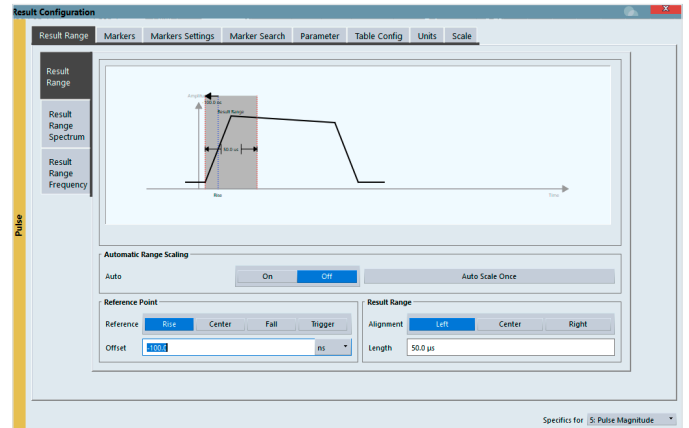 Result Configuration
Result Range Markers Markers Settings Marker Search Parameter Table Config Units Scale
Result
Range
Result
Range
Spectrum
Result
Range
Frequency
Pulse
Result Range
50.0 us
Rise
Time
Automatic Range Scaling
Auto On Off Auto Scale Once
Reference Point
Reference Rise Center Fall Trigger
Offset -100.0 ns
Result Range
Alignment Left Center Right
Length 50.0 µs
Specifics for 5: Pulse Magnitude